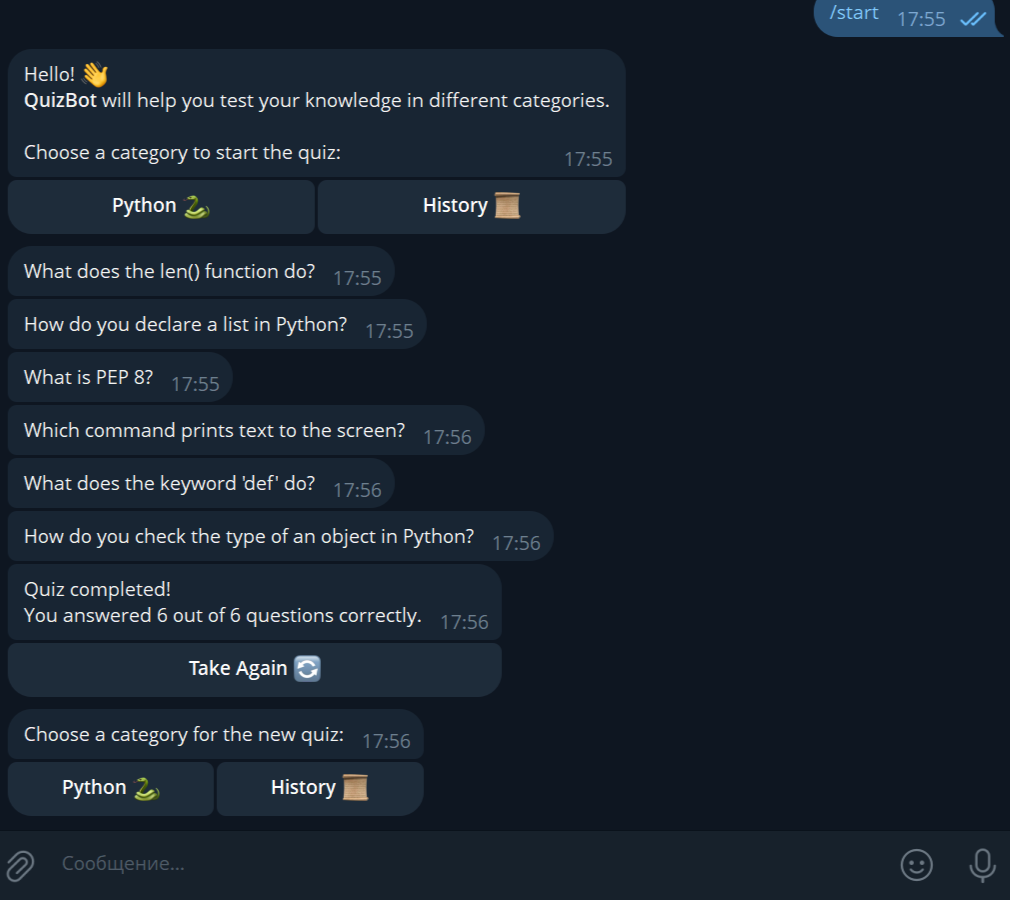 /start 17:55
Hello! 👋
QuizBot will help you test your knowledge in different categories.
Choose a category to start the quiz: 17:55
Python 🐍 History 📜
What does the len() function do? 17:55
How do you declare a list in Python? 17:55
What is PEP 8? 17:55
Which command prints text to the screen? 17:56
What does the keyword 'def' do? 17:56
How do you check the type of an object in Python? 17:56
Quiz completed!
You answered 6 out of 6 questions correctly. 17:56
Take Again 🔄
Choose a category for the new quiz: 17:56
Python 🐍 History 📜
Сообщение...